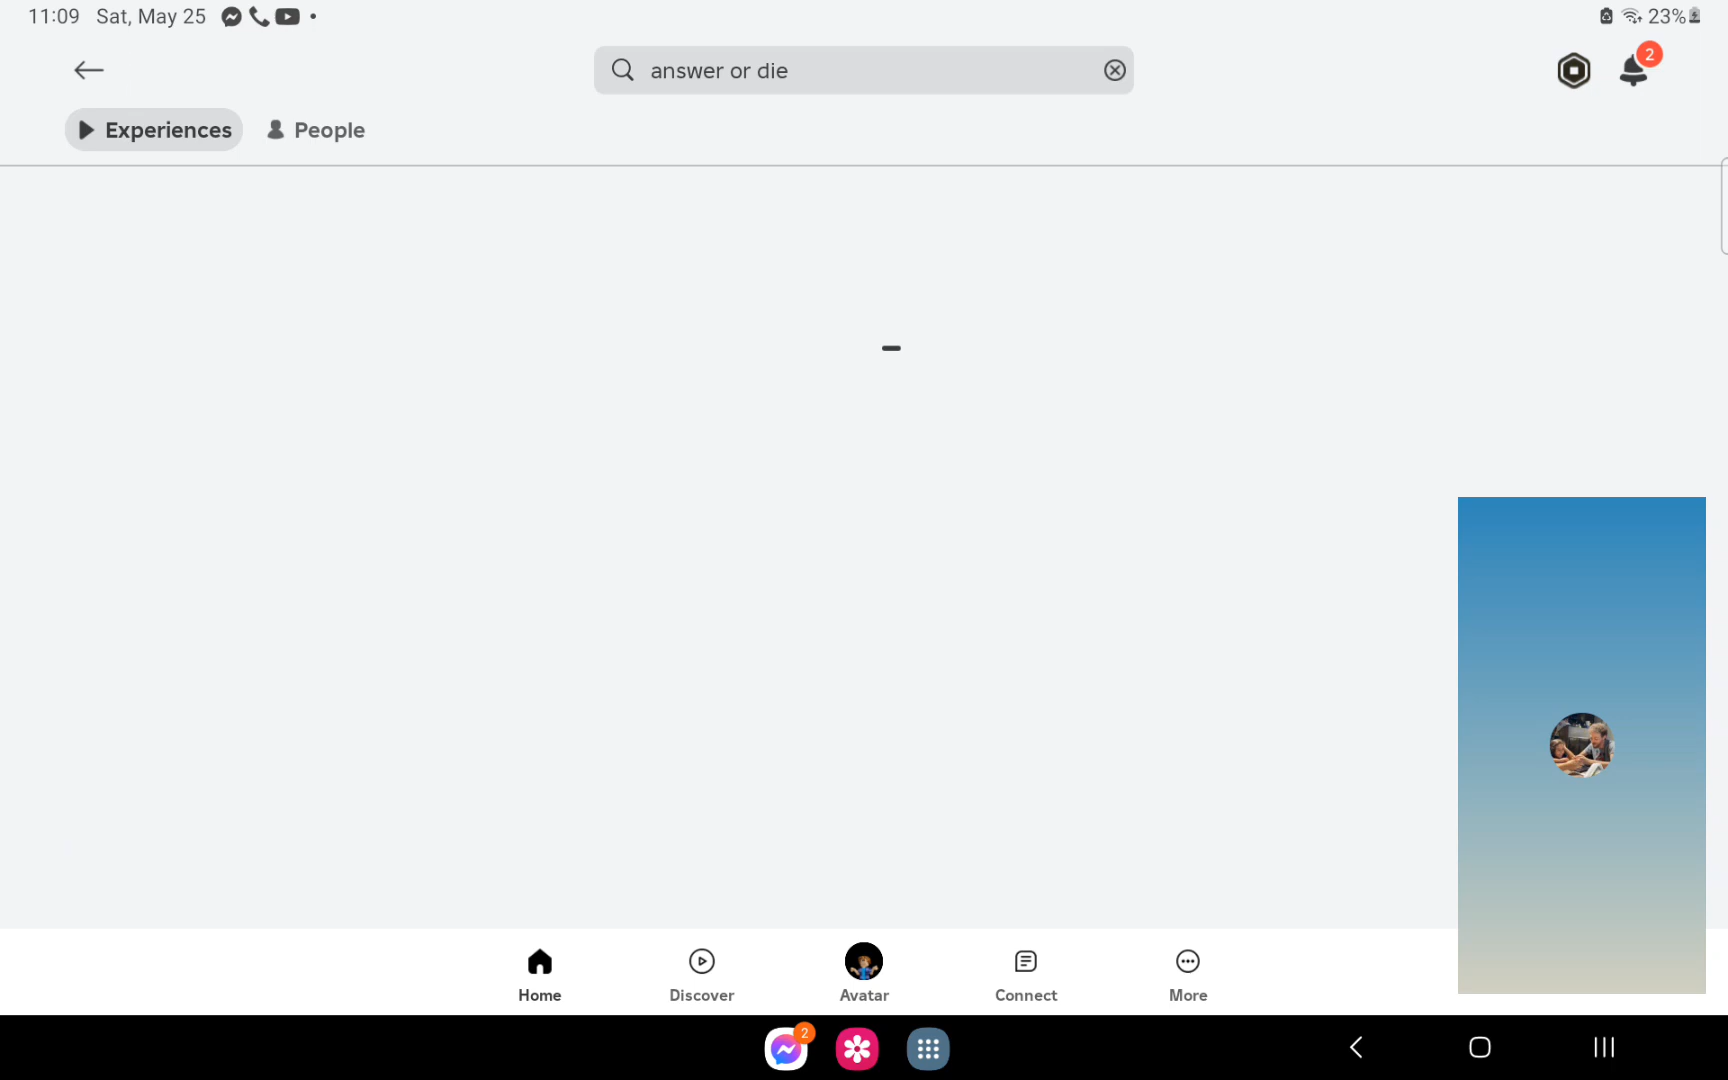 11:09 Sat, May 25
23%
answer or die
2
Experiences
People
Home
Discover
Avatar
Connect
More
2